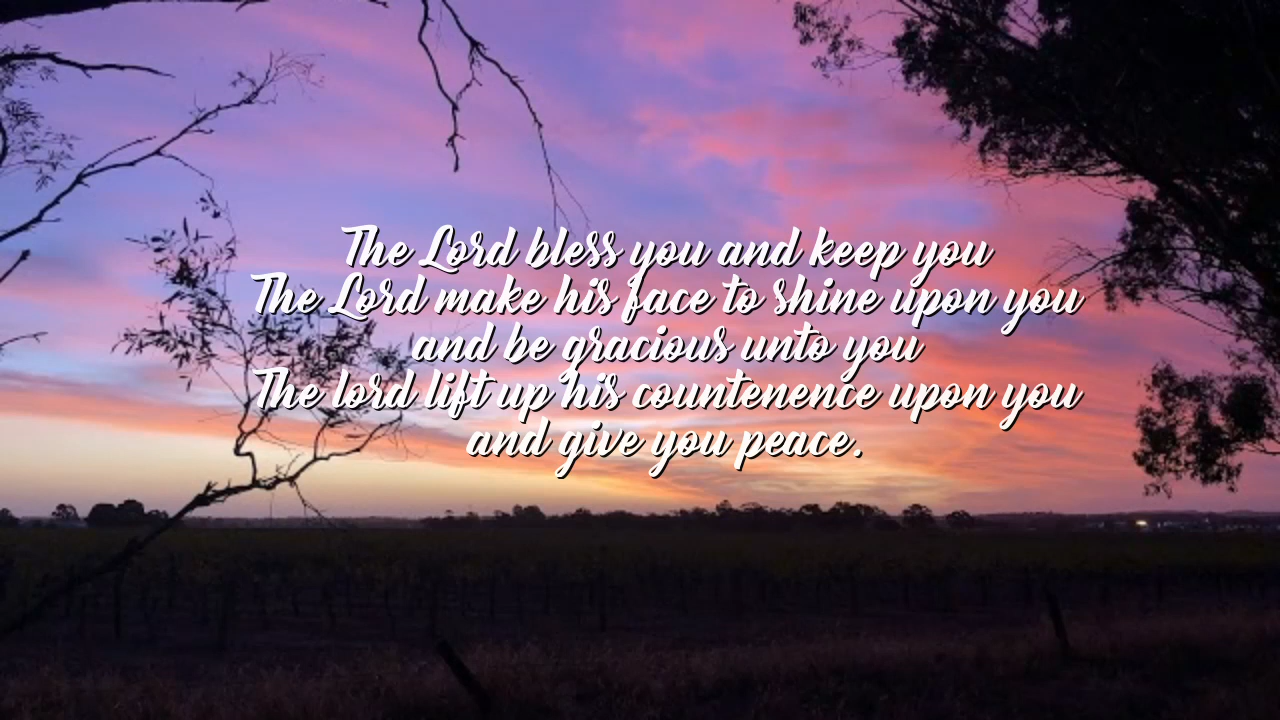 The Lord bless you and keep you
The Lord make his face to shine upon you
and be gracious unto you
The lord lift up his countenence upon you
and give you peace.